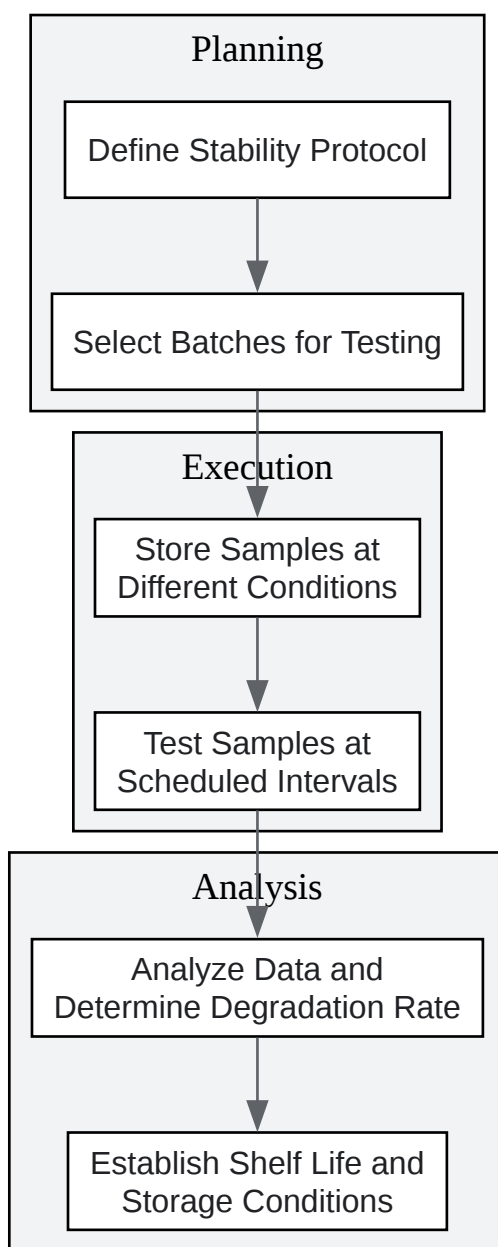 Planning
Define Stability Protocol
Select Batches for Testing
Execution
Store Samples at
Different Conditions
Test Samples at
Scheduled Intervals
Analysis
Analyze Data and
Determine Degradation Rate
Establish Shelf Life and
Storage Conditions